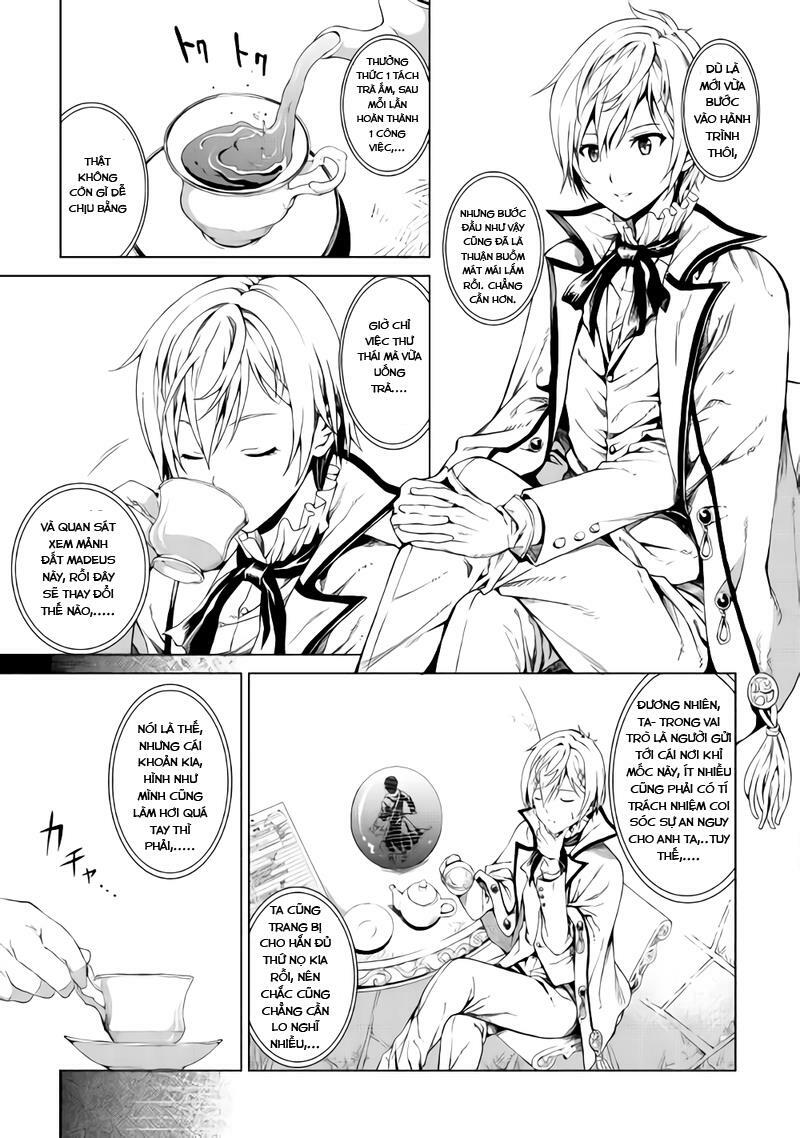 DÙ LÀ
MỚI VỪA
BƯỚC
VÀO HÀNH
TRÌNH
THÔI,
NHƯNG BƯỚC
ĐẦU NHƯ VẬY
CŨNG ĐÃ LÀ
THUẬN BUỒM
MÁT MÁI LẮM
RỒI. CHẲNG
CẦN HƠN.
THƯỞNG
THỨC 1 TÁCH
TRÀ ẤM, SAU
MỖI LẦN
HOÀN THÀNH
1 CÔNG
VIỆC,...
トク トク
THẬT
KHÔNG
CÒN GÌ DỄ
CHỊU BẰNG
GIỜ CHỈ
VIỆC THƯ
THÁI MÀ VỪA
UỐNG
TRÀ....
VÀ QUAN SÁT
XEM MẢNH
ĐẤT MADEUS
NÀY, RỒI ĐÂY
SẼ THAY ĐỔI
THẾ NÀO,.....
ĐƯƠNG NHIÊN,
TA- TRONG VAI
TRÒ LÀ NGƯỜI GỬI
TỚI CÁI NƠI KHỈ
MỐC NÀY, ÍT NHIỀU
CŨNG PHẢI CÓ TÍ
TRÁCH NHIỆM COI
SÓC SỰ AN NGUY
CHO ANH TA,..TUY
THẾ,....
TA CŨNG
TRANG BỊ
CHO HẮN ĐỦ
THỨ NỌ KIA
RỒI, NÊN
CHẮC CŨNG
CHẲNG CẦN
LO NGHĨ
NHIỀU,...
NÓI LÀ THẾ,
NHƯNG CÁI
KHOẢN KIA,
HÌNH NHƯ
MÌNH CŨNG
LÀM HƠI QUÁ
TAY THÌ
PHẢI,.....
カチャ…